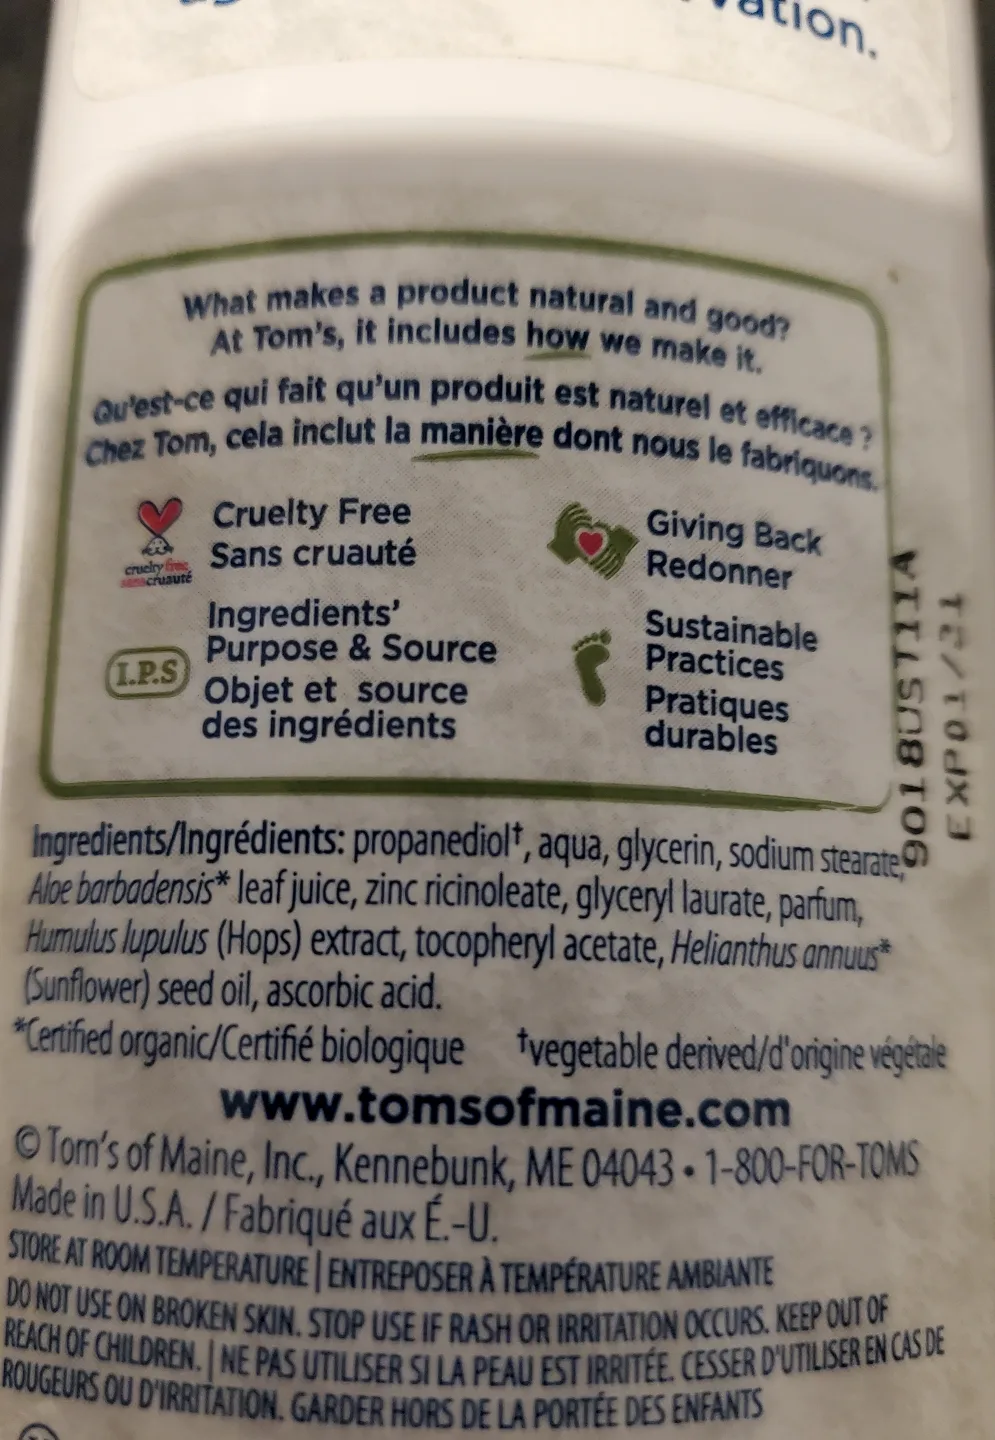 vation.
What makes a product natural and good?
At Tom's, it includes how we make it.
Qu'est-ce qui fait qu'un produit est naturel et efficace ?
Chez Tom, cela inclut la manière dont nous le fabriquons.
Cruelty Free
Sans cruauté
cruelty free
sans cruauté
Giving Back
Redonner
I.P.S
Ingredients'
Purpose & Source
Objet et source
des ingrédients
Sustainable
Practices
Pratiques
durables
9018UST11A
EXP01/21
Ingredients/Ingrédients: propanediol†, aqua, glycerin, sodium stearate,
Aloe barbadensis* leaf juice, zinc ricinoleate, glyceryl laurate, parfum,
Humulus lupulus (Hops) extract, tocopheryl acetate, Helianthus annuus*
(Sunflower) seed oil, ascorbic acid.
*Certified organic/Certifié biologique †vegetable derived/d'origine végétale
www.tomsofmaine.com
© Tom's of Maine, Inc., Kennebunk, ME 04043 • 1-800-FOR-TOMS
Made in U.S.A. / Fabriqué aux É.-U.
STORE AT ROOM TEMPERATURE | ENTREPOSER À TEMPÉRATURE AMBIANTE
DO NOT USE ON BROKEN SKIN. STOP USE IF RASH OR IRRITATION OCCURS. KEEP OUT OF
REACH OF CHILDREN. | NE PAS UTILISER SI LA PEAU EST IRRITÉE. CESSER D'UTILISER EN CAS DE
ROUGEURS OU D'IRRITATION. GARDER HORS DE LA PORTÉE DES ENFANTS